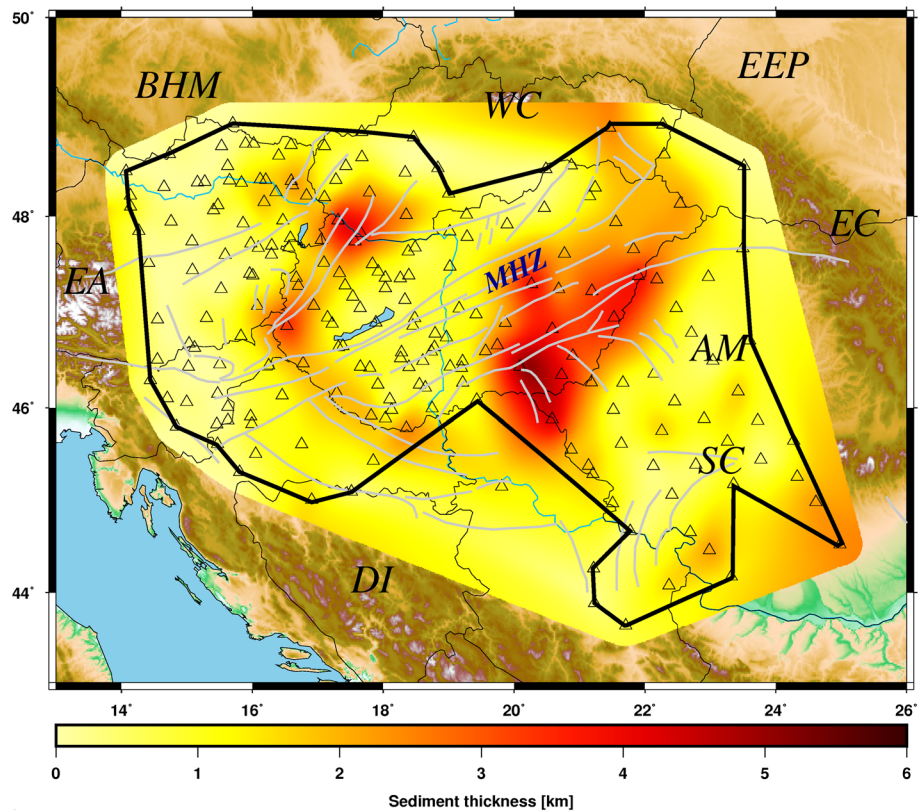 50°
BHM
EEP
WC
48°
EC
EA
MHZ
AM
46°
SC
DI
44°
14° 16° 18° 20° 22° 24° 26°
0 1 2 3 4 5 6
Sediment thickness [km]